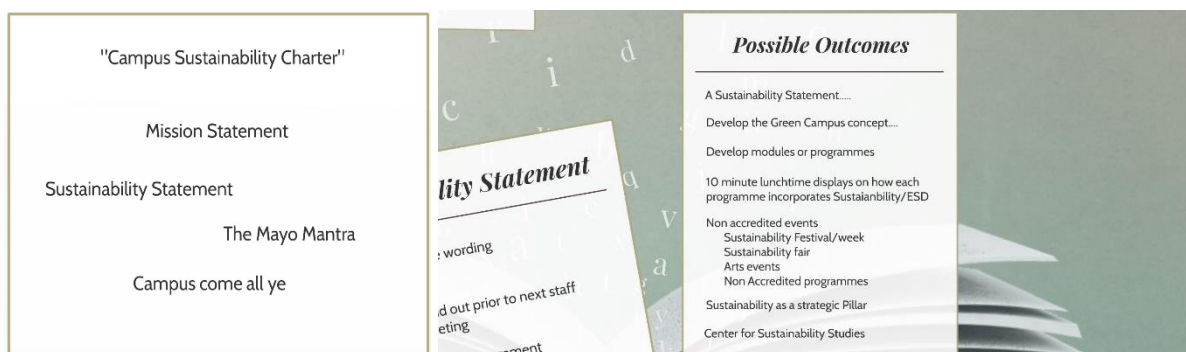 "Campus Sustainability Charter"
Mission Statement
Sustainability Statement
The Mayo Mantra
Campus come all ye
lity Statement
wording
d out prior to next staff
eting
Possible Outcomes
A Sustainability Statement.....
Develop the Green Campus concept....
Develop modules or programmes
10 minute lunchtime displays on how each
programme incorporates Sustaianbility/ESD
Non accredited events
Sustainability Festival/week
Sustainability fair
Arts events
Non Accredited programmes
Sustainability as a strategic Pillar
Center for Sustainability Studies